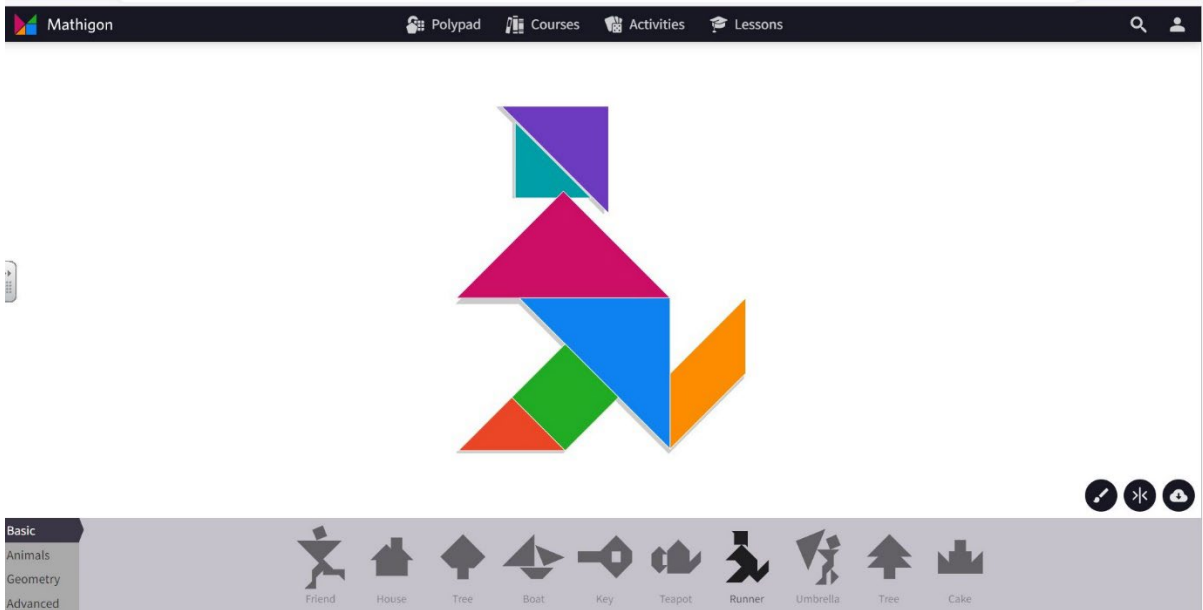 Mathigon Polypad Courses Activities Lessons
Basic
Animals
Geometry
Advanced
Friend House Tree Boat Key Teapot Runner Umbrella Tree Cake